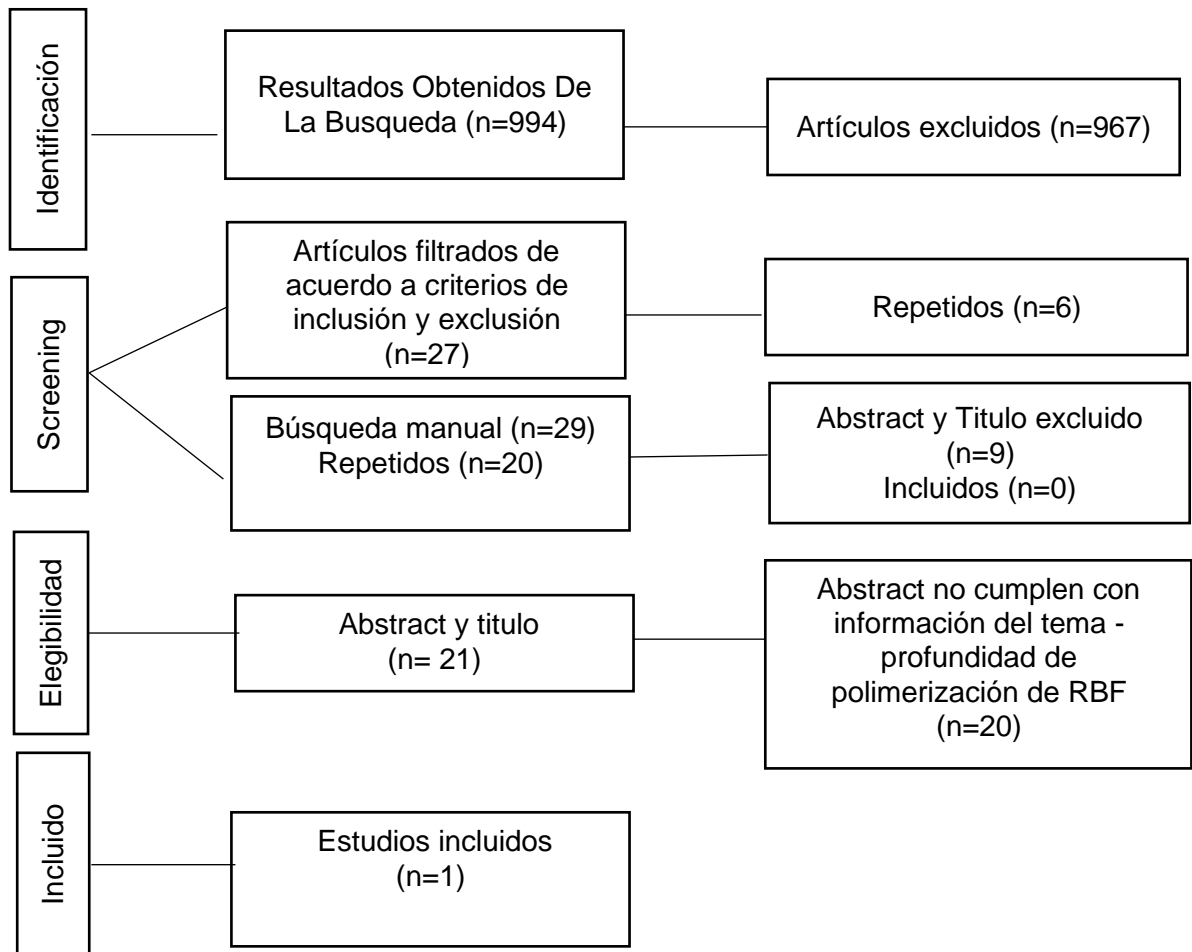 Identificación
Resultados Obtenidos De
La Busqueda (n=994)
Artículos excluidos (n=967)
Screening
Artículos filtrados de
acuerdo a criterios de
inclusión y exclusión
(n=27)
Repetidos (n=6)
Búsqueda manual (n=29)
Repetidos (n=20)
Abstract y Titulo excluido
(n=9)
Incluidos (n=0)
Elegibilidad
Abstract y titulo
(n= 21)
Abstract no cumplen con
información del tema -
profundidad de
polimerización de RBF
(n=20)
Incluido
Estudios incluidos
(n=1)